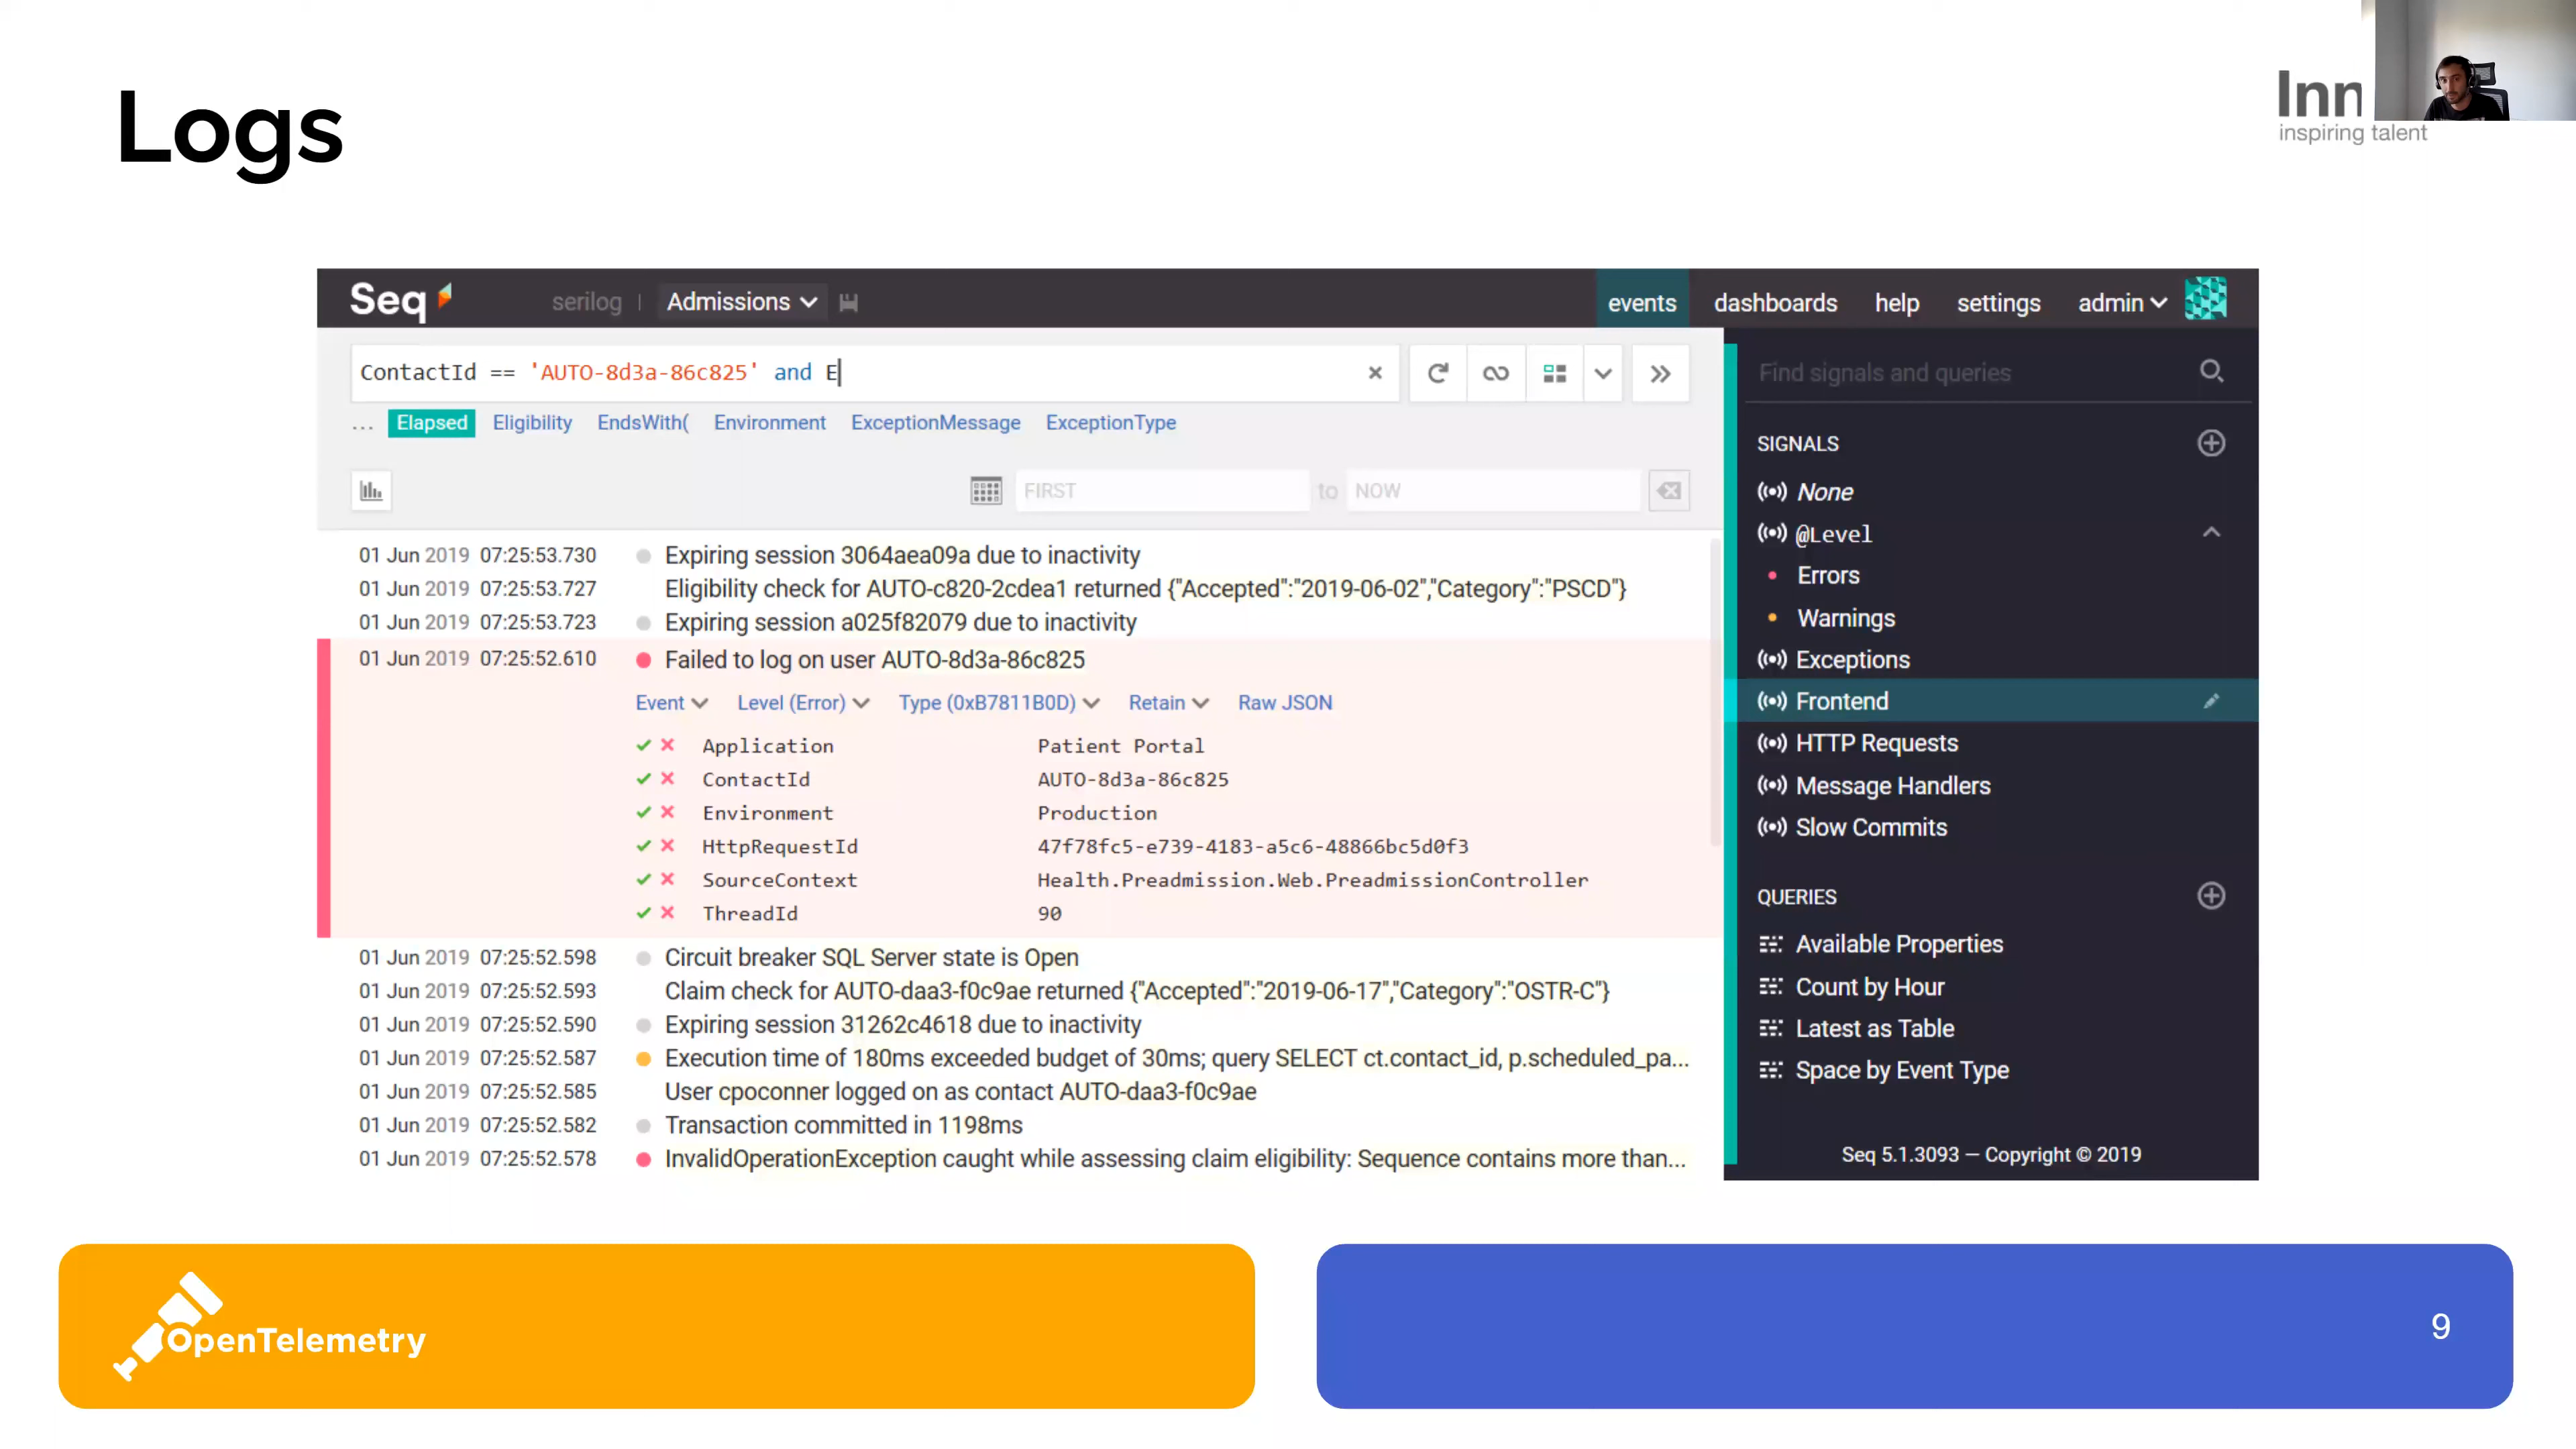 Logs
Inn
inspiring talent
Seq serilog | Admissions events dashboards help settings admin
ContactId == 'AUTO-8d3a-86c825' and E
... Elapsed Eligibility EndsWith( Environment ExceptionMessage ExceptionType
FIRST to NOW
01 Jun 2019 07:25:53.730 Expiring session 3064aea09a due to inactivity
01 Jun 2019 07:25:53.727 Eligibility check for AUTO-c820-2cdea1 returned {"Accepted":"2019-06-02","Category":"PSCD"}
01 Jun 2019 07:25:53.723 Expiring session a025f82079 due to inactivity
01 Jun 2019 07:25:52.610 Failed to log on user AUTO-8d3a-86c825
Event Level (Error) Type (0xB7811B0D) Retain Raw JSON
Application Patient Portal
ContactId AUTO-8d3a-86c825
Environment Production
HttpRequestId 47f78fc5-e739-4183-a5c6-48866bc5d0f3
SourceContext Health.Preadmission.Web.PreadmissionController
ThreadId 90
01 Jun 2019 07:25:52.598 Circuit breaker SQL Server state is Open
01 Jun 2019 07:25:52.593 Claim check for AUTO-daa3-f0c9ae returned {"Accepted":"2019-06-17","Category":"OSTR-C"}
01 Jun 2019 07:25:52.590 Expiring session 31262c4618 due to inactivity
01 Jun 2019 07:25:52.587 Execution time of 180ms exceeded budget of 30ms; query SELECT ct.contact_id, p.scheduled_pa...
01 Jun 2019 07:25:52.585 User cpoconner logged on as contact AUTO-daa3-f0c9ae
01 Jun 2019 07:25:52.582 Transaction committed in 1198ms
01 Jun 2019 07:25:52.578 InvalidOperationException caught while assessing claim eligibility: Sequence contains more than...
Find signals and queries
SIGNALS
None
@Level
Errors
Warnings
Exceptions
Frontend
HTTP Requests
Message Handlers
Slow Commits
QUERIES
Available Properties
Count by Hour
Latest as Table
Space by Event Type
Seq 5.1.3093 — Copyright © 2019
OpenTelemetry
9